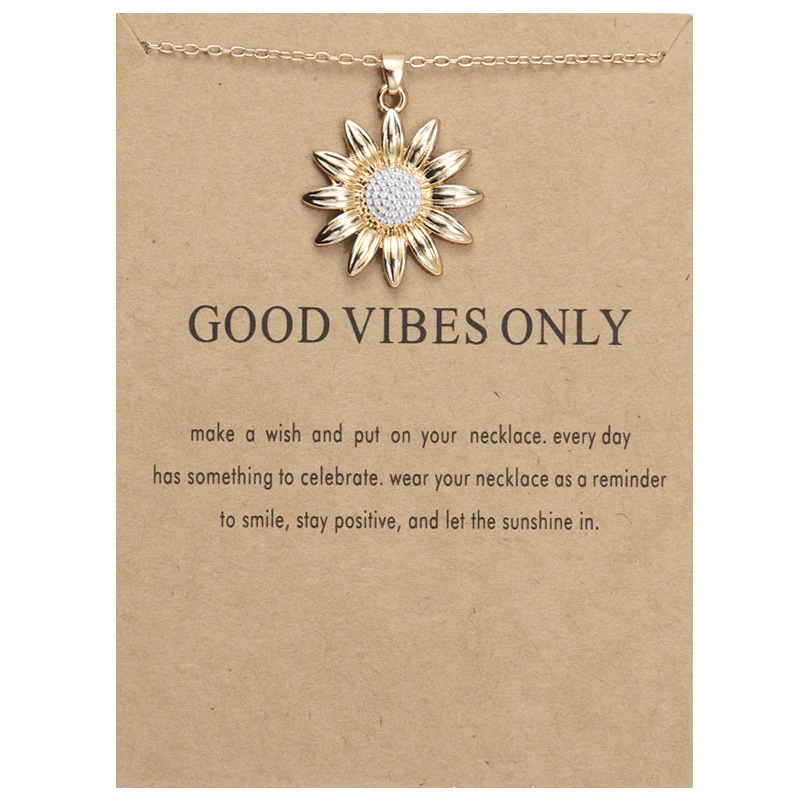 GOOD VIBES ONLY
make a wish and put on your necklace. every day
has something to celebrate. wear your necklace as a reminder
to smile, stay positive, and let the sunshine in.